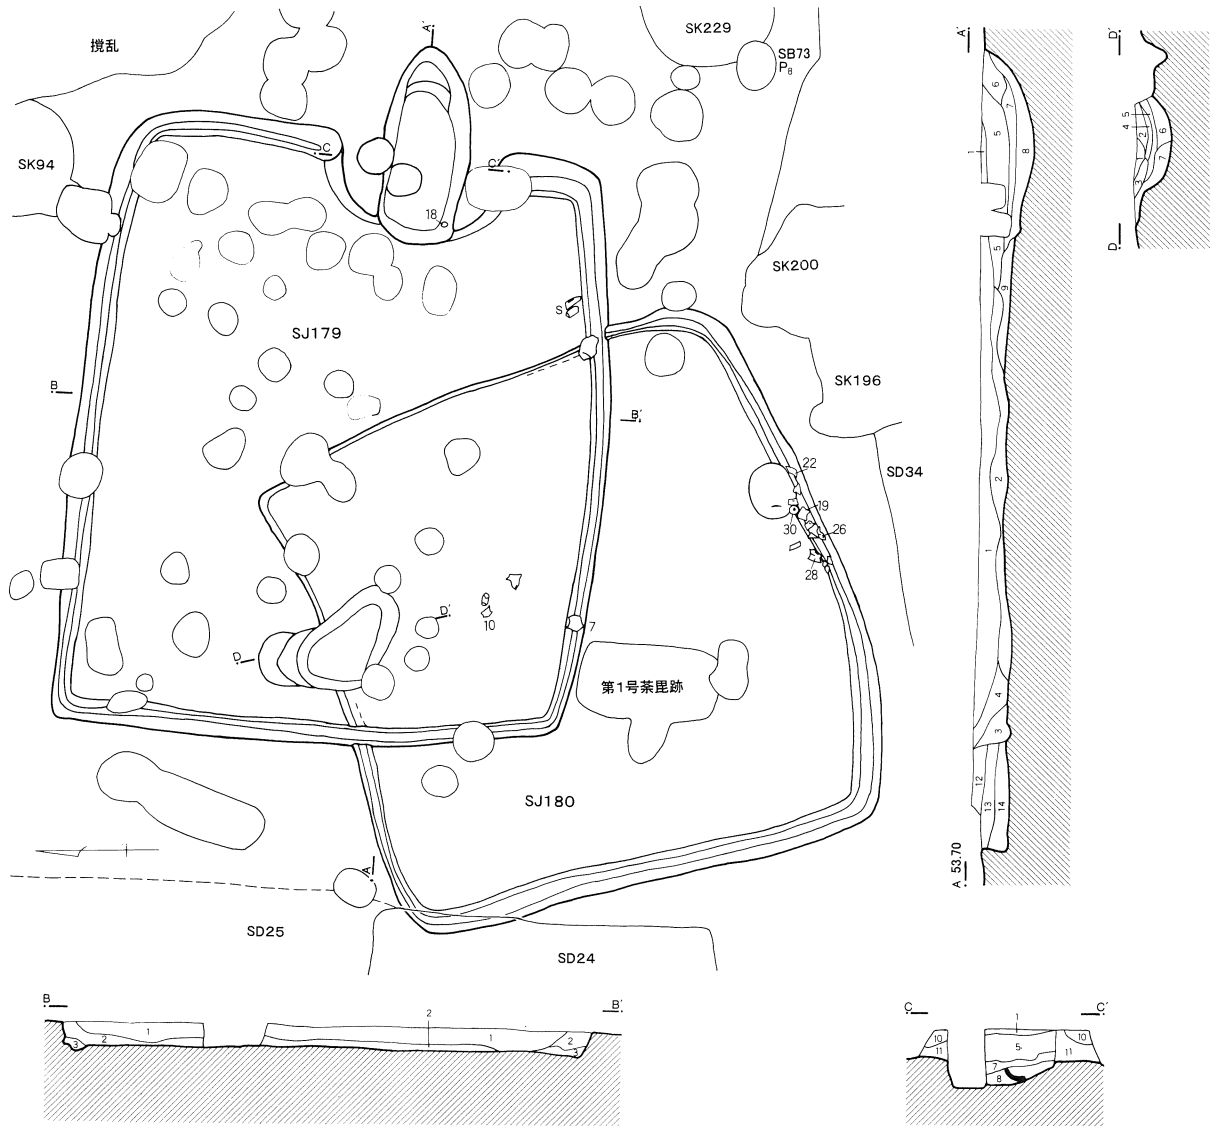 撹乱
A′
SK229
SB73
P8
SK94
C
C′
18
SK200
S
SJ179
B
B′
SK196
SD34
22
19
30
26
28
10
7
D
D′
第1号荼毘跡
SJ180
A
SD25
SD24
A′
6
7
5
1
8
5
9
2
1
4
3
12
13
14
A 53.70
D′
5
4
2
6
7
3
D
B
B′
2
1
2
3
1
2
3
C
C′
1
10
11
5
7
8
10
11